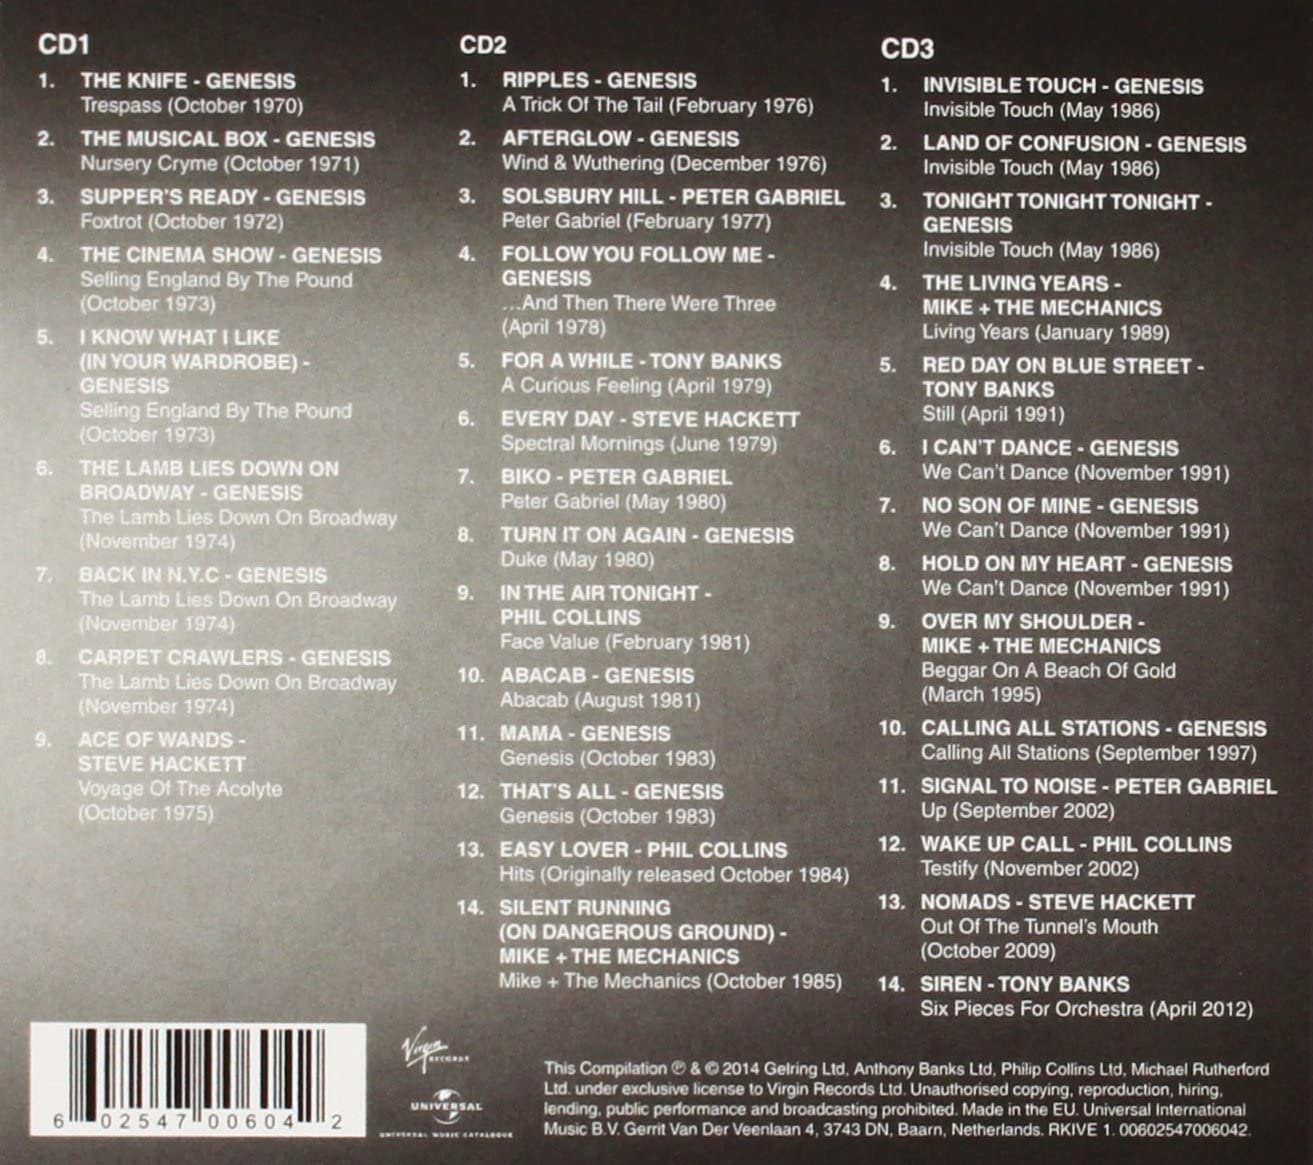 CD1
1. THE KNIFE - GENESIS
Trespass (October 1970)
2. THE MUSICAL BOX - GENESIS
Nursery Cryme (October 1971)
3. SUPPER'S READY - GENESIS
Foxtrot (October 1972)
4. THE CINEMA SHOW - GENESIS
Selling England By The Pound
(October 1973)
5. I KNOW WHAT I LIKE
(IN YOUR WARDROBE) -
GENESIS
Selling England By The Pound
(October 1973)
6. THE LAMB LIES DOWN ON
BROADWAY - GENESIS
The Lamb Lies Down On Broadway
(November 1974)
7. BACK IN N.Y.C - GENESIS
The Lamb Lies Down On Broadway
(November 1974)
8. CARPET CRAWLERS - GENESIS
The Lamb Lies Down On Broadway
(November 1974)
9. ACE OF WANDS -
STEVE HACKETT
Voyage Of The Acolyte
(October 1975)
CD2
1. RIPPLES - GENESIS
A Trick Of The Tail (February 1976)
2. AFTERGLOW - GENESIS
Wind & Wuthering (December 1976)
3. SOLSBURY HILL - PETER GABRIEL
Peter Gabriel (February 1977)
4. FOLLOW YOU FOLLOW ME -
GENESIS
...And Then There Were Three
(April 1978)
5. FOR A WHILE - TONY BANKS
A Curious Feeling (April 1979)
6. EVERY DAY - STEVE HACKETT
Spectral Mornings (June 1979)
7. BIKO - PETER GABRIEL
Peter Gabriel (May 1980)
8. TURN IT ON AGAIN - GENESIS
Duke (May 1980)
9. IN THE AIR TONIGHT -
PHIL COLLINS
Face Value (February 1981)
10. ABACAB - GENESIS
Abacab (August 1981)
11. MAMA - GENESIS
Genesis (October 1983)
12. THAT'S ALL - GENESIS
Genesis (October 1983)
13. EASY LOVER - PHIL COLLINS
Hits (Originally released October 1984)
14. SILENT RUNNING
(ON DANGEROUS GROUND) -
MIKE + THE MECHANICS
Mike + The Mechanics (October 1985)
CD3
1. INVISIBLE TOUCH - GENESIS
Invisible Touch (May 1986)
2. LAND OF CONFUSION - GENESIS
Invisible Touch (May 1986)
3. TONIGHT TONIGHT TONIGHT -
GENESIS
Invisible Touch (May 1986)
4. THE LIVING YEARS -
MIKE + THE MECHANICS
Living Years (January 1989)
5. RED DAY ON BLUE STREET -
TONY BANKS
Still (April 1991)
6. I CAN'T DANCE - GENESIS
We Can't Dance (November 1991)
7. NO SON OF MINE - GENESIS
We Can't Dance (November 1991)
8. HOLD ON MY HEART - GENESIS
We Can't Dance (November 1991)
9. OVER MY SHOULDER -
MIKE + THE MECHANICS
Beggar On A Beach Of Gold
(March 1995)
10. CALLING ALL STATIONS - GENESIS
Calling All Stations (September 1997)
11. SIGNAL TO NOISE - PETER GABRIEL
Up (September 2002)
12. WAKE UP CALL - PHIL COLLINS
Testify (November 2002)
13. NOMADS - STEVE HACKETT
Out Of The Tunnel's Mouth
(October 2009)
14. SIREN - TONY BANKS
Six Pieces For Orchestra (April 2012)
6 02547 00604 2
Virgin
RECORDS
UNIVERSAL
UNIVERSAL MUSIC CATALOGUE
This Compilation ℗ & © 2014 Gelring Ltd, Anthony Banks Ltd, Philip Collins Ltd, Michael Rutherford
Ltd. under exclusive license to Virgin Records Ltd. Unauthorised copying, reproduction, hiring,
lending, public performance and broadcasting prohibited. Made in the EU. Universal International
Music B.V. Gerrit Van Der Veenlaan 4, 3743 DN, Baarn, Netherlands. RKIVE 1. 00602547006042.